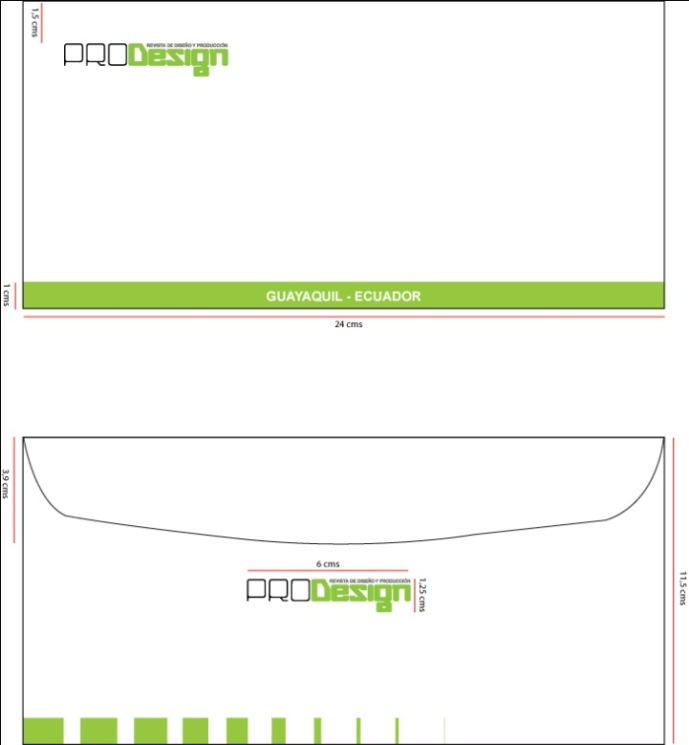 1,5 cms
REVISTA DE DISEÑO Y PRODUCCIÓN
PRODesign
1 cms
GUAYAQUIL - ECUADOR
24 cms
3,9 cms
6 cms
REVISTA DE DISEÑO Y PRODUCCIÓN
PRODesign
1,25 cms
11,5 cms